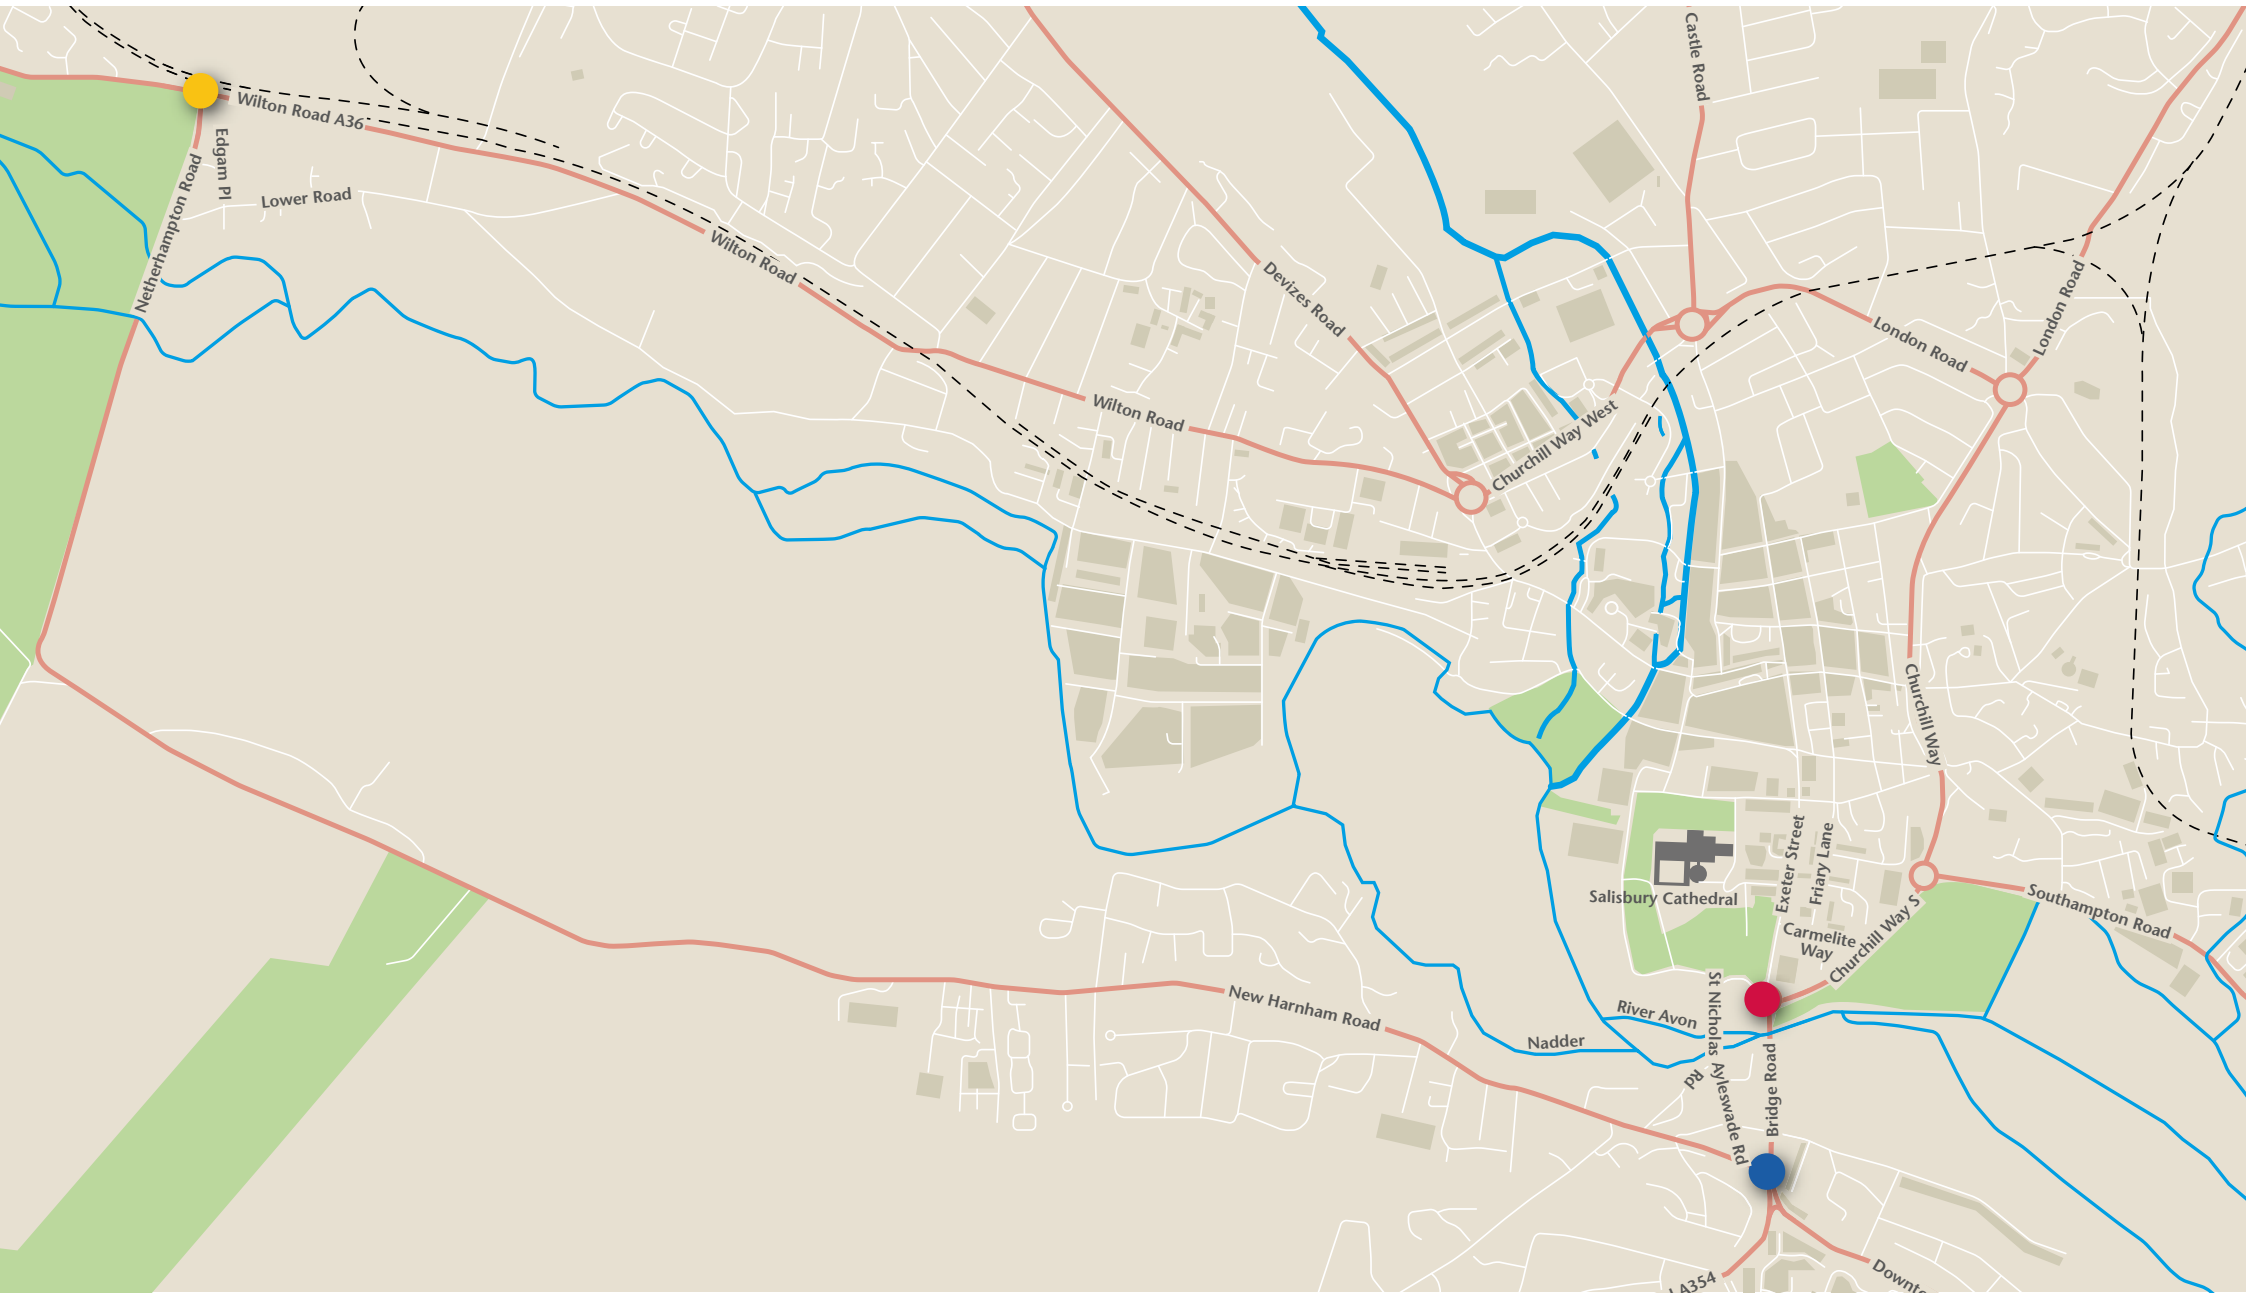 Castle Road
Wilton Road A36
Edgam Pl
Netherhampton Road
Lower Road
Wilton Road
Devizes Road
London Road
London Road
Wilton Road
Churchill Way West
Churchill Way
Exeter Street
Friary Lane
Salisbury Cathedral
Southampton Road
Carmelite
Way
Churchill Way S
New Harnham Road
River Avon
St Nicholas
Rd
Nadder
Bridge Road
Ayleswade Rd
A354
Downto